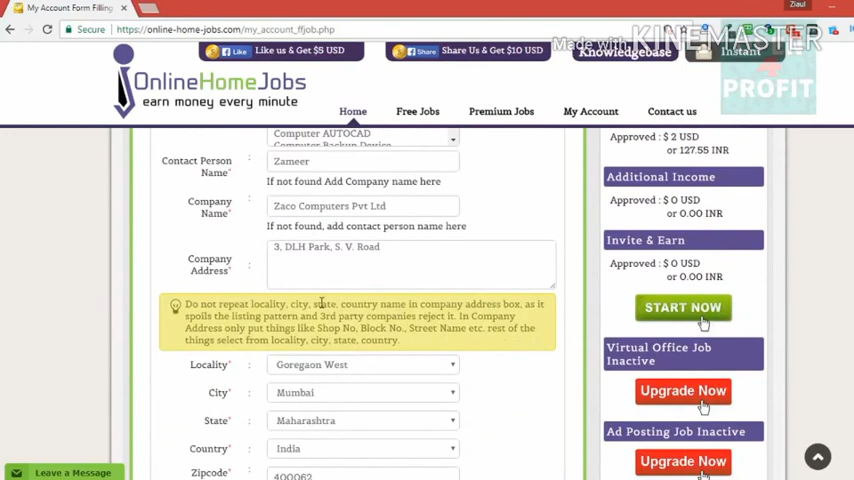 My Account Form Filling
Ziaul
Secure
https://online-home-jobs.com/my_account_ffjob.php
Like
Like us & Get $5 USD
Share
Share Us & Get $10 USD
Knowledgebase
Instant
Made with KINEMASTER
4
PROFIT
OnlineHomeJobs
earn money every minute
Home
Free Jobs
Premium Jobs
My Account
Contact us
Computer AUTOCAD
Computer Backup Device
Contact Person Name* :
Zameer
If not found Add Company name here
Company Name* :
Zaco Computers Pvt Ltd
If not found, add contact person name here
Company Address* :
3, DLH Park, S. V. Road
Do not repeat locality, city, state, country name in company address box, as it
spoils the listing pattern and 3rd party companies reject it. In Company
Address only put things like Shop No, Block No., Street Name etc. rest of the
things select from locality, city, state, country.
Locality* : Goregaon West
City* : Mumbai
State* : Maharashtra
Country* : India
Zipcode* : 400062
Approved : $ 2 USD
or 127.55 INR
Additional Income
Approved : $ 0 USD
or 0.00 INR
Invite & Earn
Approved : $ 0 USD
or 0.00 INR
START NOW
Virtual Office Job
Inactive
Upgrade Now
Ad Posting Job Inactive
Upgrade Now
Leave a Message